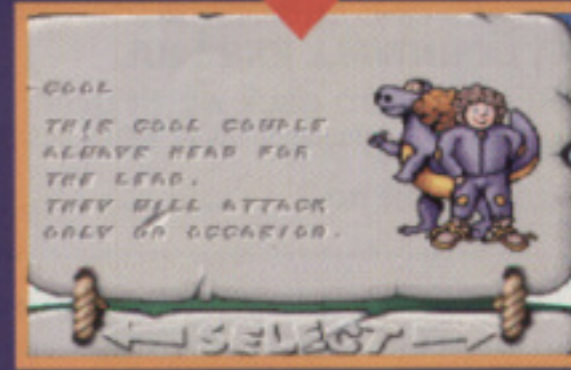 COOL
THIS COOL COUPLE
ALWAYS HEAD FOR
THE LEAD.
THEY WILL ATTACK
ONLY ON OCCASION.
SELECT